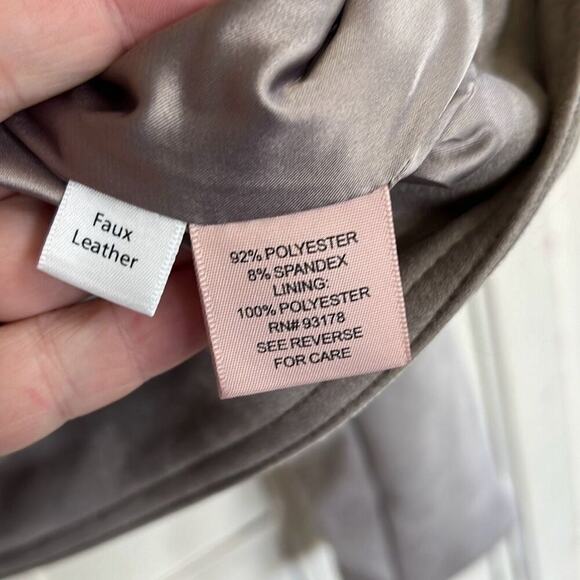 Faux
Leather
92% POLYESTER
8% SPANDEX
LINING:
100% POLYESTER
RN# 93178
SEE REVERSE
FOR CARE